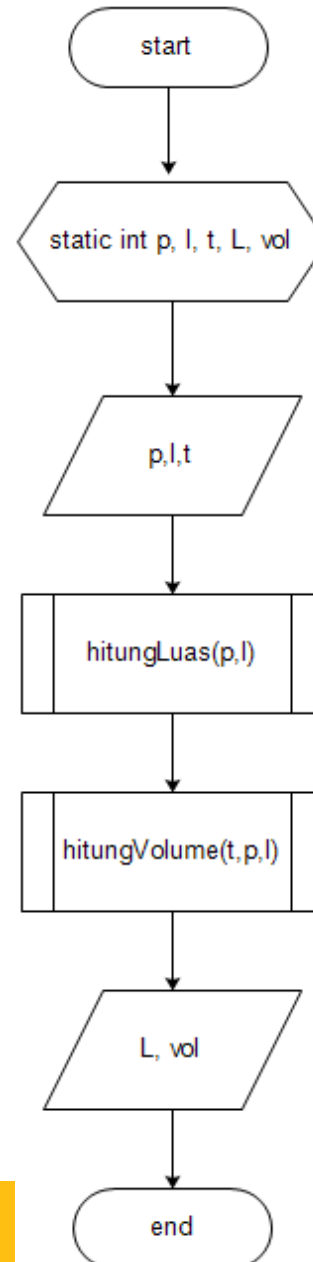 start
static int p, l, t, L, vol
p,l,t
hitungLuas(p,l)
hitungVolume(t,p,l)
L, vol
end